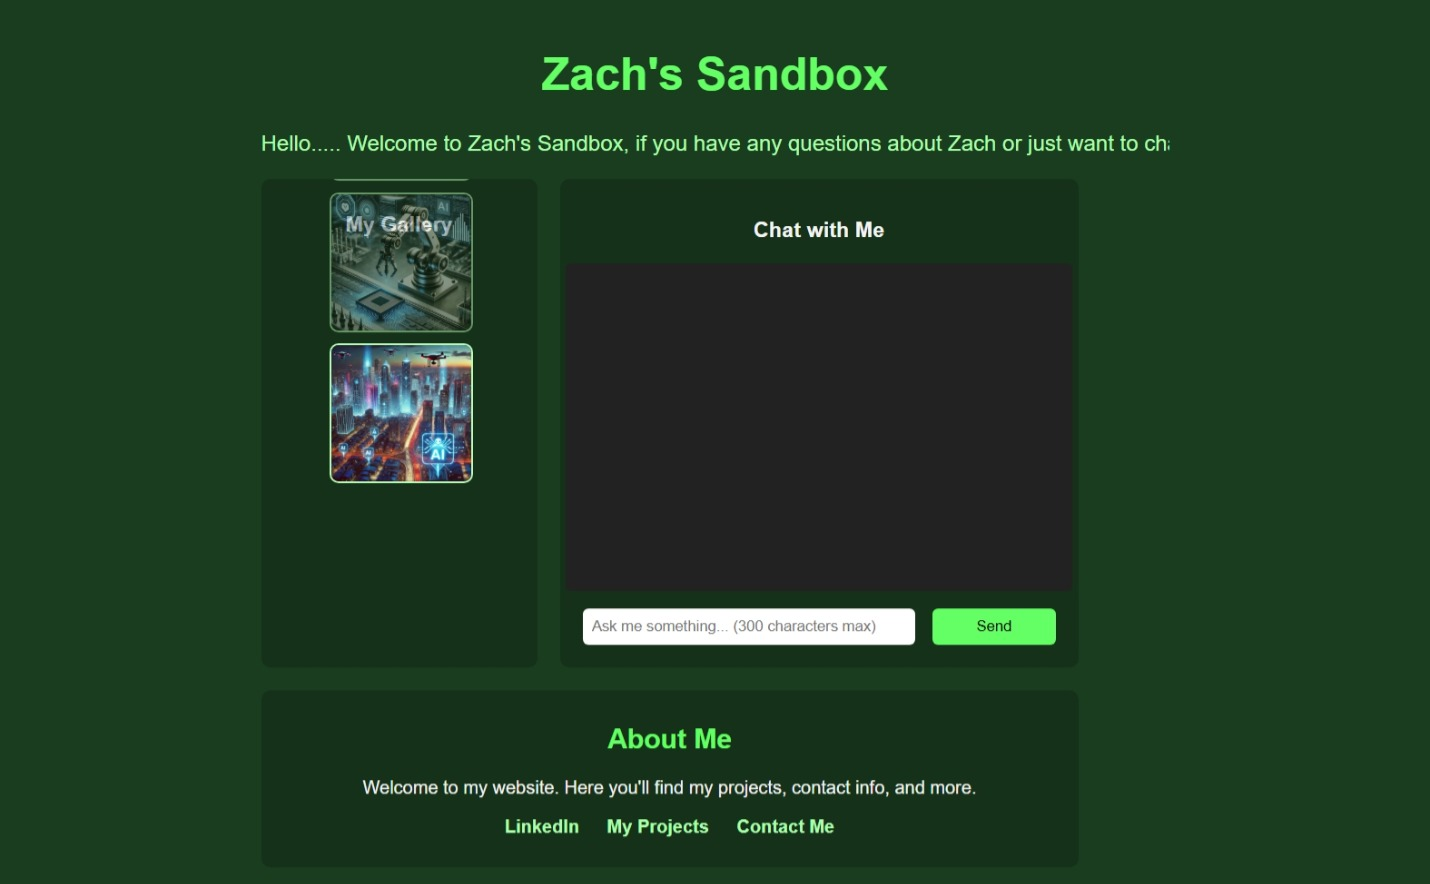 Zach's Sandbox
Hello..... Welcome to Zach's Sandbox, if you have any questions about Zach or just want to ch
My Gallery
AI
AI
AI
AI
Chat with Me
Ask me something... (300 characters max)
Send
About Me
Welcome to my website. Here you'll find my projects, contact info, and more.
LinkedIn My Projects Contact Me